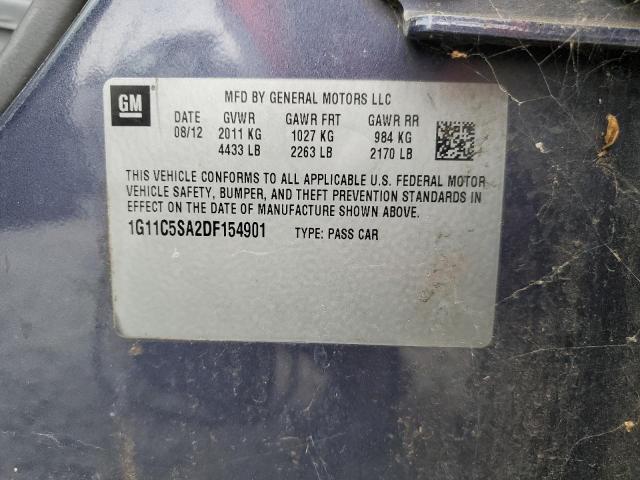 GM
MFD BY GENERAL MOTORS LLC
DATE GVWR GAWR FRT GAWR RR
08/12 2011 KG 1027 KG 984 KG
4433 LB 2263 LB 2170 LB
THIS VEHICLE CONFORMS TO ALL APPLICABLE U.S. FEDERAL MOTOR
VEHICLE SAFETY, BUMPER, AND THEFT PREVENTION STANDARDS IN
EFFECT ON THE DATE OF MANUFACTURE SHOWN ABOVE.
1G11C5SA2DF154901 TYPE: PASS CAR